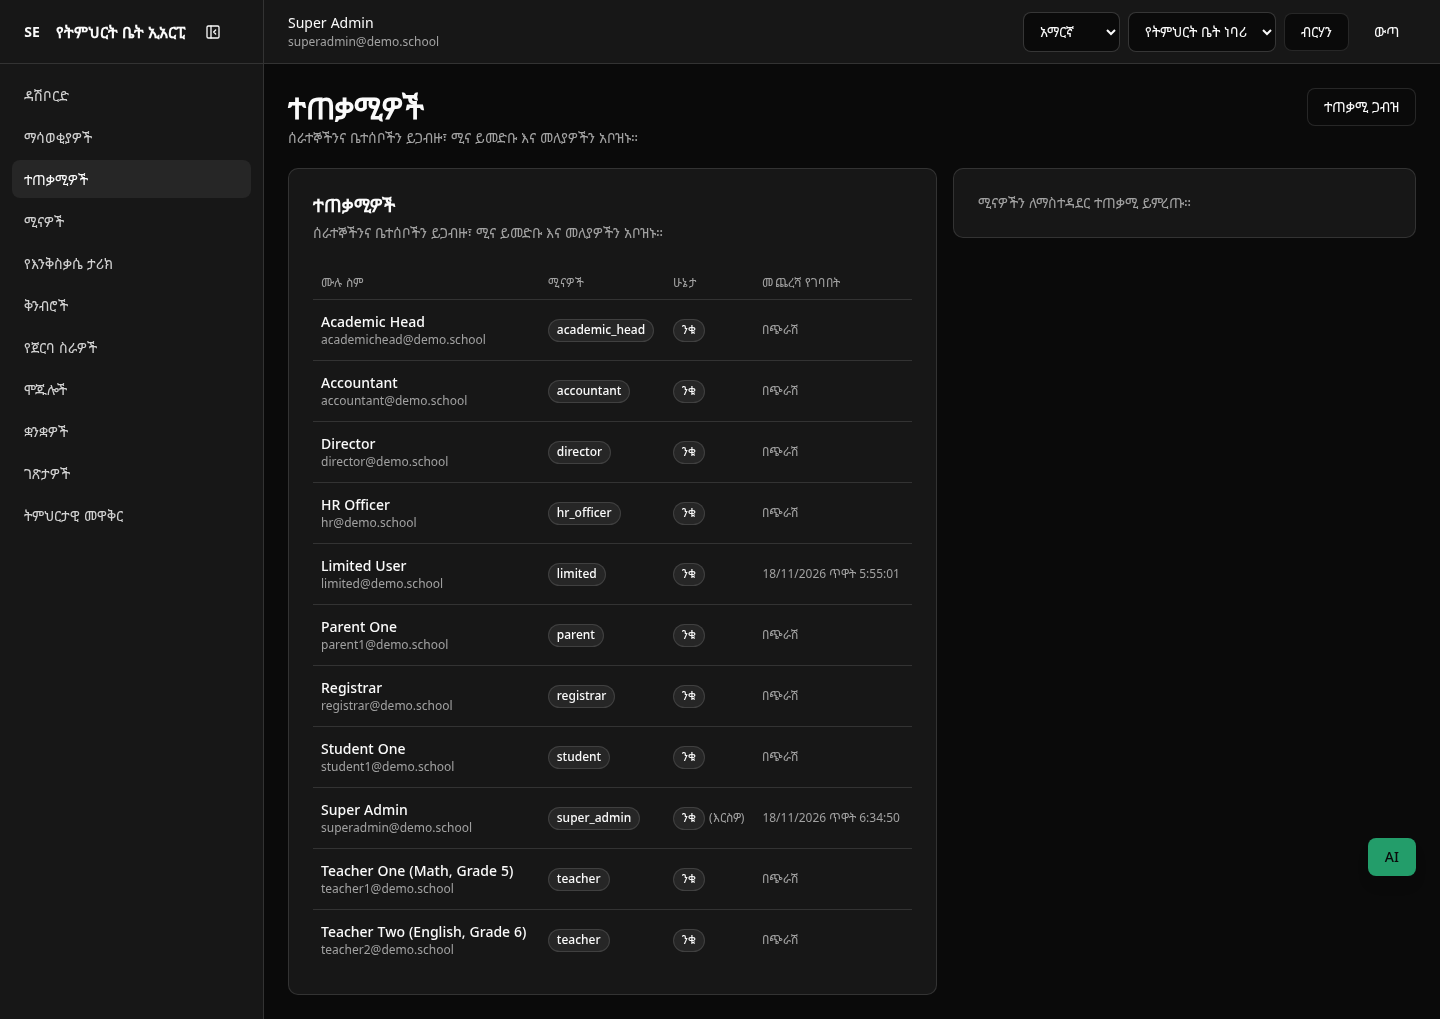 SE የትምህርት ቤት ኢአርፒ
Super Admin
superadmin@demo.school
አማርኛ
የትምህርት ቤት ነባሪ
ብርሃን
ውጣ
ዳሽቦርድ
ማሳወቂያዎች
ተጠቃሚዎች
ሚናዎች
የእንቅስቃሴ ታሪክ
ቅንብሮች
የጀርባ ስራዎች
ሞጁሎች
ቋንቋዎች
ገጽታዎች
ትምህርታዊ መዋቅር
ተጠቃሚዎች
ሰራተኞችንና ቤተሰቦችን ይጋብዙ፣ ሚና ይመድቡ እና መለያዎችን አቦዝኑ።
ተጠቃሚ ጋብዝ
ተጠቃሚዎች
ሰራተኞችንና ቤተሰቦችን ይጋብዙ፣ ሚና ይመድቡ እና መለያዎችን አቦዝኑ።
ሙሉ ስም ሚናዎች ሁኔታ መጨረሻ የገባበት
Academic Head academic_head ንቁ በጭራሽ
academichead@demo.school
Accountant accountant ንቁ በጭራሽ
accountant@demo.school
Director director ንቁ በጭራሽ
director@demo.school
HR Officer hr_officer ንቁ በጭራሽ
hr@demo.school
Limited User limited ንቁ 18/11/2026 ጥዋት 5:55:01
limited@demo.school
Parent One parent ንቁ በጭራሽ
parent1@demo.school
Registrar registrar ንቁ በጭራሽ
registrar@demo.school
Student One student ንቁ በጭራሽ
student1@demo.school
Super Admin super_admin ንቁ (እርስዎ) 18/11/2026 ጥዋት 6:34:50
superadmin@demo.school
Teacher One (Math, Grade 5) teacher ንቁ በጭራሽ
teacher1@demo.school
Teacher Two (English, Grade 6) teacher ንቁ በጭራሽ
teacher2@demo.school
ሚናዎችን ለማስተዳደር ተጠቃሚ ይምረጡ።
AI